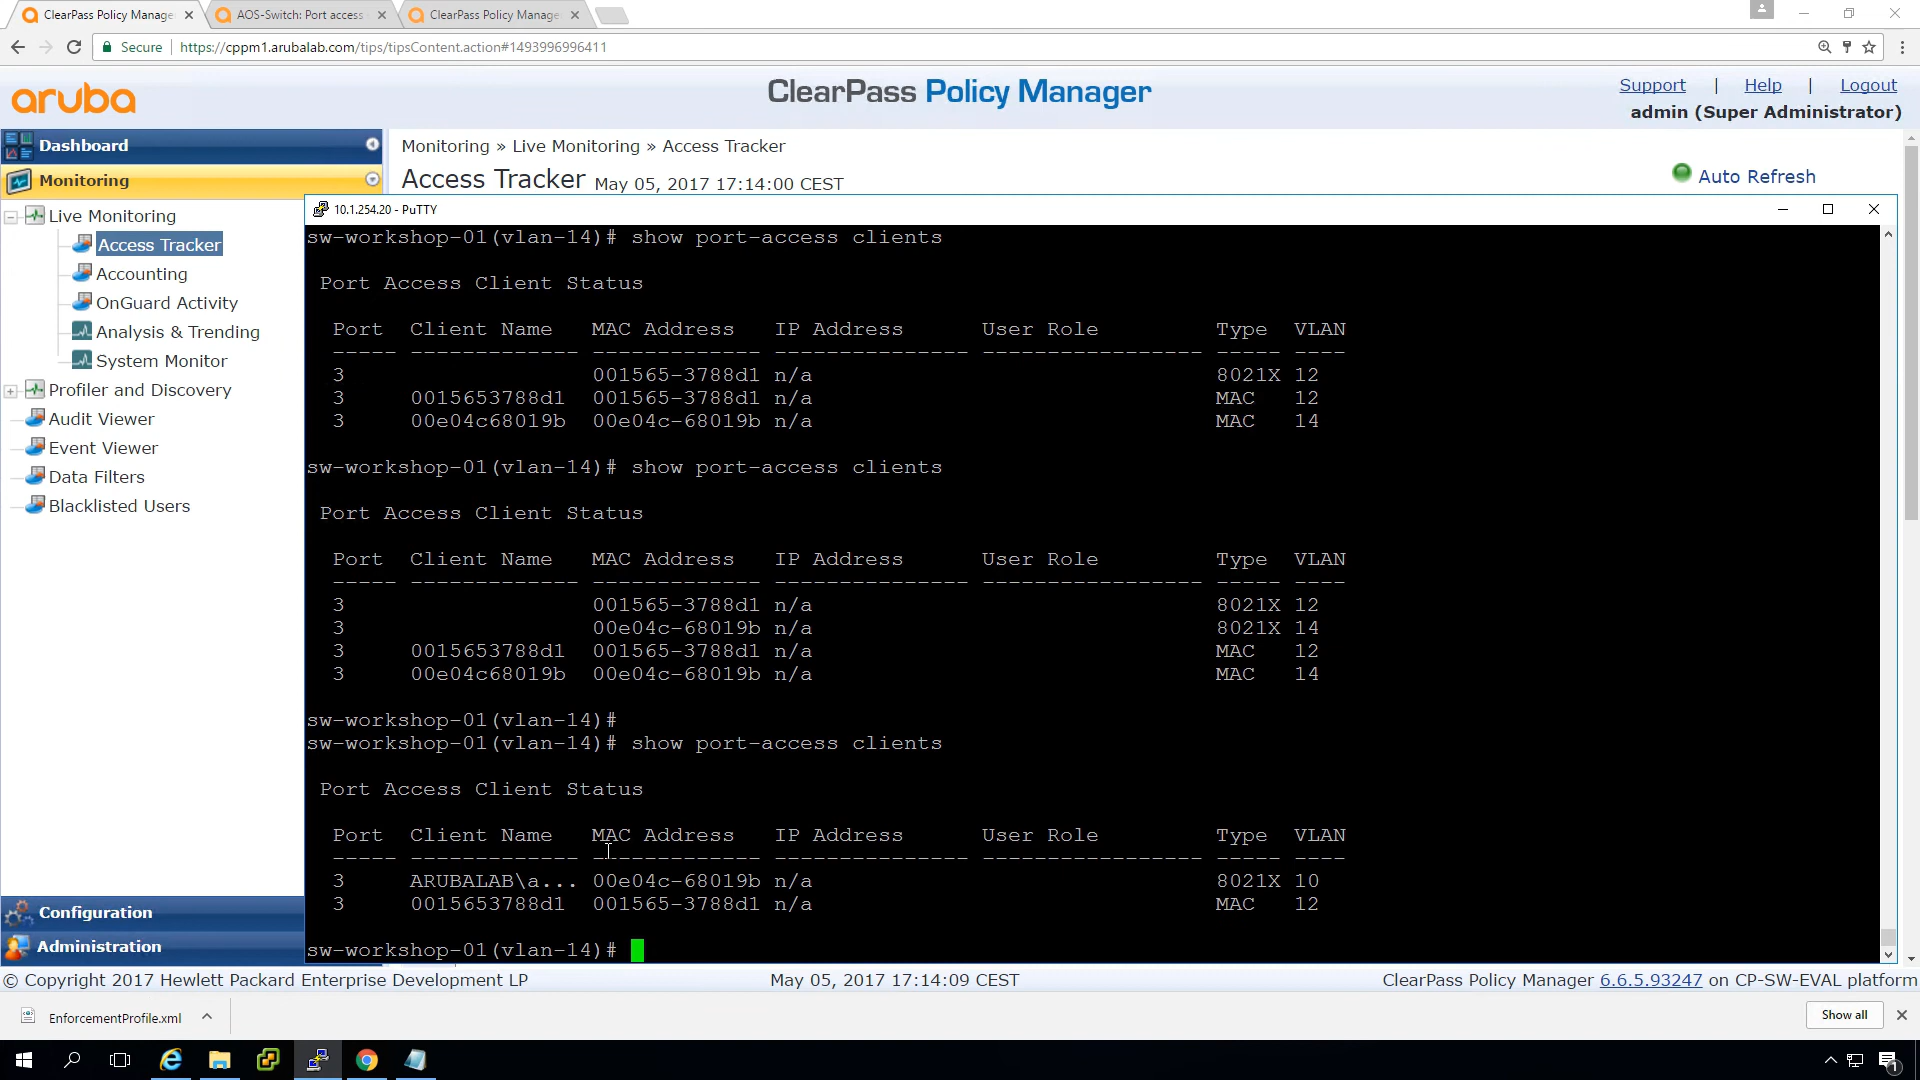 ClearPass Policy Manage
AOS-Switch: Port access
ClearPass Policy Manage
Secure
https://cppm1.arubalab.com/tips/tipsContent.action#1493996996411
aruba
ClearPass Policy Manager
Support | Help | Logout
admin (Super Administrator)
Dashboard
Monitoring
Live Monitoring
Access Tracker
Accounting
OnGuard Activity
Analysis & Trending
System Monitor
Profiler and Discovery
Audit Viewer
Event Viewer
Data Filters
Blacklisted Users
Configuration
Administration
Monitoring » Live Monitoring » Access Tracker
Access Tracker May 05, 2017 17:14:00 CEST
Auto Refresh
10.1.254.20 - PuTTY
sw-workshop-01(vlan-14)# show port-access clients
Port Access Client Status
Port Client Name MAC Address IP Address User Role Type VLAN
----- ------------- ------------- --------------- ----------------- ----- ----
3 001565-3788d1 n/a 8021X 12
3 0015653788d1 001565-3788d1 n/a MAC 12
3 00e04c68019b 00e04c-68019b n/a MAC 14
sw-workshop-01(vlan-14)# show port-access clients
Port Access Client Status
Port Client Name MAC Address IP Address User Role Type VLAN
----- ------------- ------------- --------------- ----------------- ----- ----
3 001565-3788d1 n/a 8021X 12
3 00e04c-68019b n/a 8021X 14
3 0015653788d1 001565-3788d1 n/a MAC 12
3 00e04c68019b 00e04c-68019b n/a MAC 14
sw-workshop-01(vlan-14)#
sw-workshop-01(vlan-14)# show port-access clients
Port Access Client Status
Port Client Name MAC Address IP Address User Role Type VLAN
----- ------------- ------------- --------------- ----------------- ----- ----
3 ARUBALAB\a... 00e04c-68019b n/a 8021X 10
3 0015653788d1 001565-3788d1 n/a MAC 12
sw-workshop-01(vlan-14)#
© Copyright 2017 Hewlett Packard Enterprise Development LP
May 05, 2017 17:14:09 CEST
ClearPass Policy Manager 6.6.5.93247 on CP-SW-EVAL platform
EnforcementProfile.xml
Show all
1